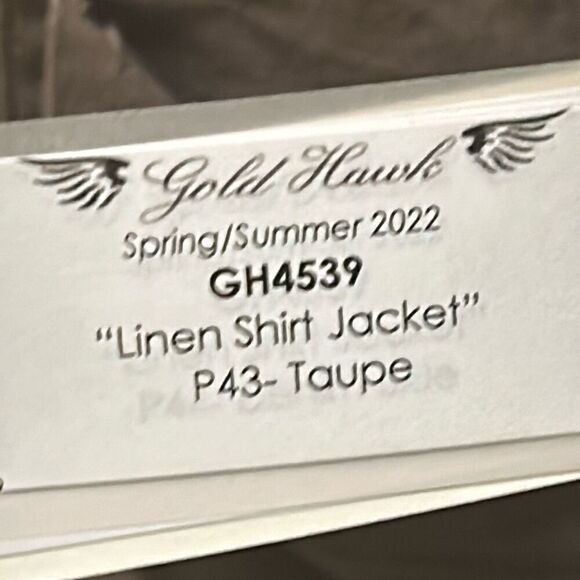 Gold Hawk
Spring/Summer 2022
GH4539
“Linen Shirt Jacket”
P43- Taupe